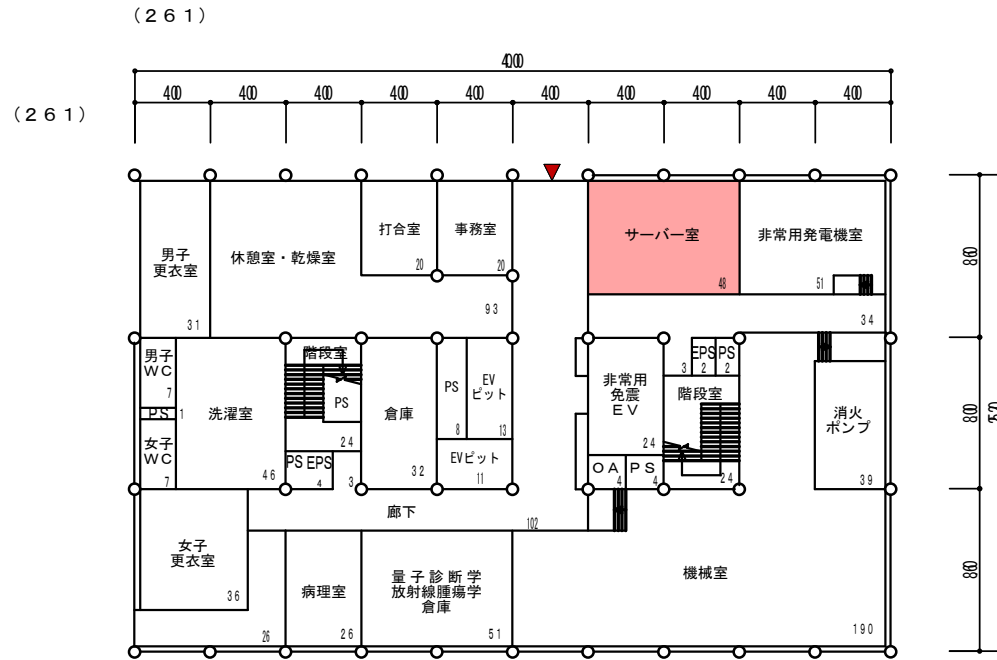 (261)
4200
(261)
400 400 400 400 400 400 400 400 400 400
打合室
20
事務室
20
サーバー室
48
非常用発電機室
51
男子
更衣室
31
休憩室・乾燥室
93
34
860
男子
WC
7
PS
1
女子
WC
7
洗濯室
46
階段室
PS
24
PS EPS
4
3
倉庫
32
PS
8
EV
ピット
13
EVピット
11
非常用
免震
EV
24
OA
4
PS
4
3
EPS
2
PS
2
階段室
24
消火
ポンプ
39
800
2520
廊下
102
女子
更衣室
36
26
病理室
26
量子診断学
放射線腫瘍学
倉庫
51
機械室
190
860